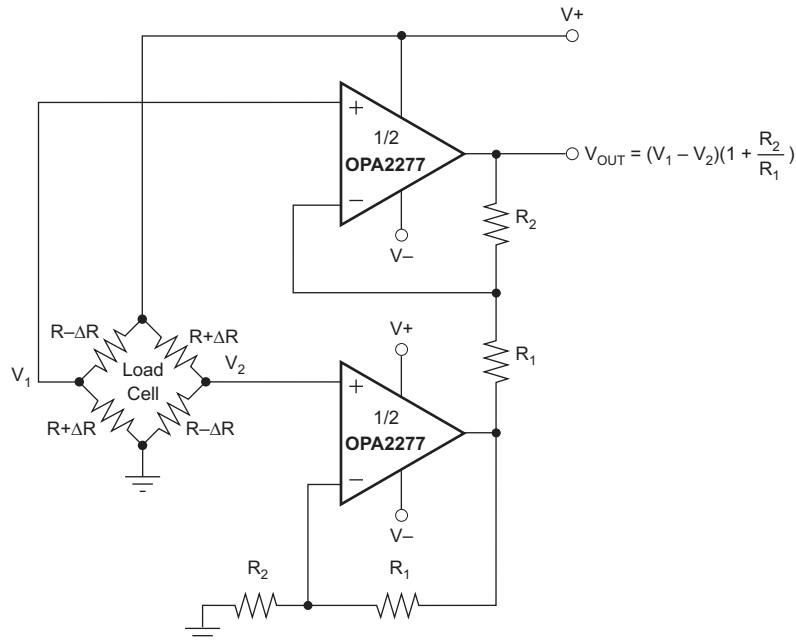 V+
+
1/2
OPA2277
−
V–
V_OUT = (V_1 – V_2)(1 + R_2/R_1)
R_2
R–ΔR
R+ΔR
V_1
Load
Cell
V_2
R+ΔR
R–ΔR
V+
R_1
+
1/2
OPA2277
−
V–
R_2
R_1